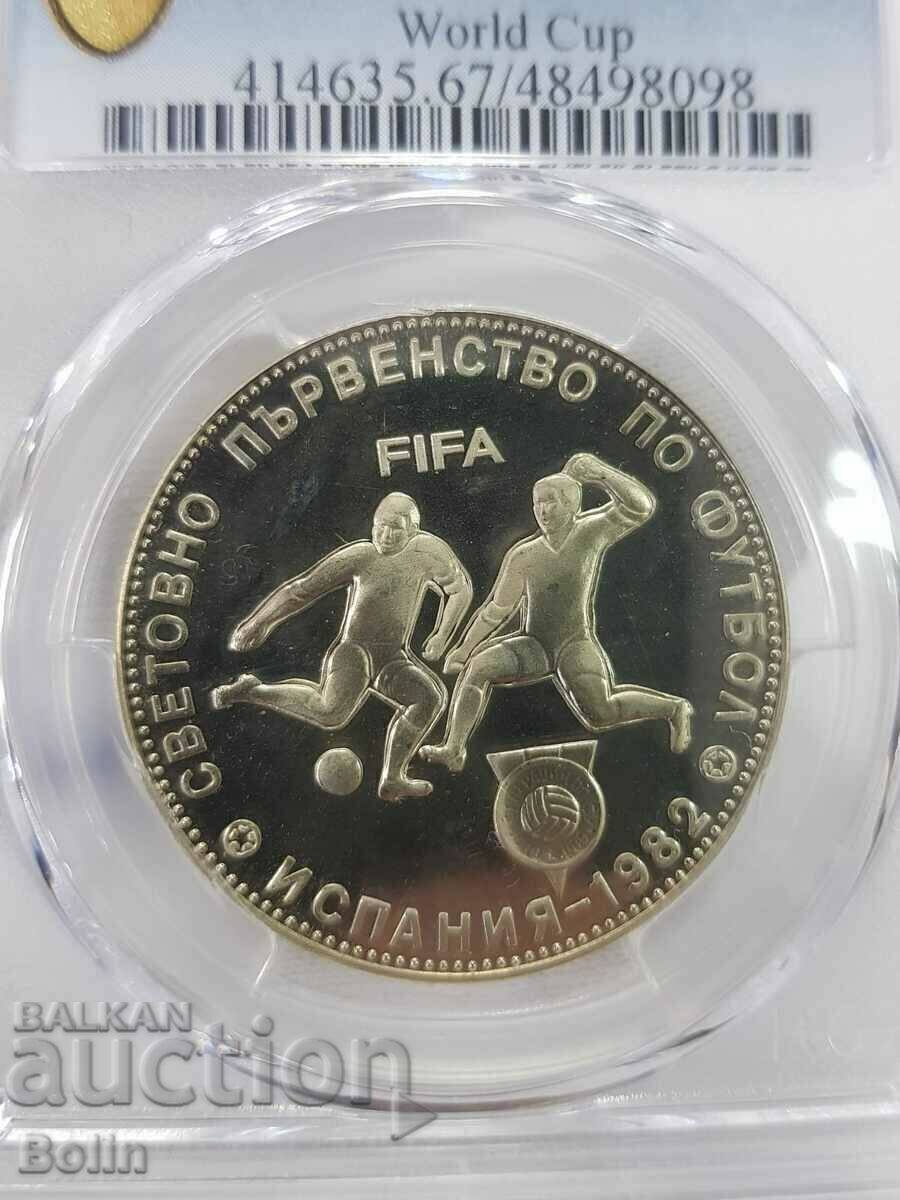 World Cup
414635.67/48498098
СВЕТОВНО ПЪРВЕНСТВО ПО ФУТБОЛ
FIFA
ИСПАНИЯ-1982
BALKAN
auction
Bolin